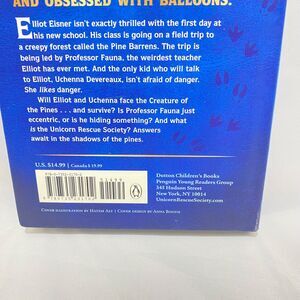 AND OBSESSED WITH BALLOONS.
Elliot Eisner isn't exactly thrilled with the first day at
his new school. His class is going on a field trip to
a creepy forest called the Pine Barrens. The trip is
being led by Professor Fauna, the weirdest teacher
Elliot has ever met. And the only kid who will talk
to Elliot, Uchenna Devereaux, isn't afraid of danger.
She likes danger.
Will Elliot and Uchenna face the Creature of
the Pines . . . and survive? Is Professor Fauna just
eccentric, or is he hiding something? And what
is the Unicorn Rescue Society? Answers
await in the shadows of the pines.
U.S. $14.99 | Canada $19.99
51499
Dutton Children's Books
Penguin Young Readers Group
345 Hudson Street
New York, NY 10014
UnicornRescueSociety.com
Cover illustration by Hatem Aly | Cover design by Anna Booth